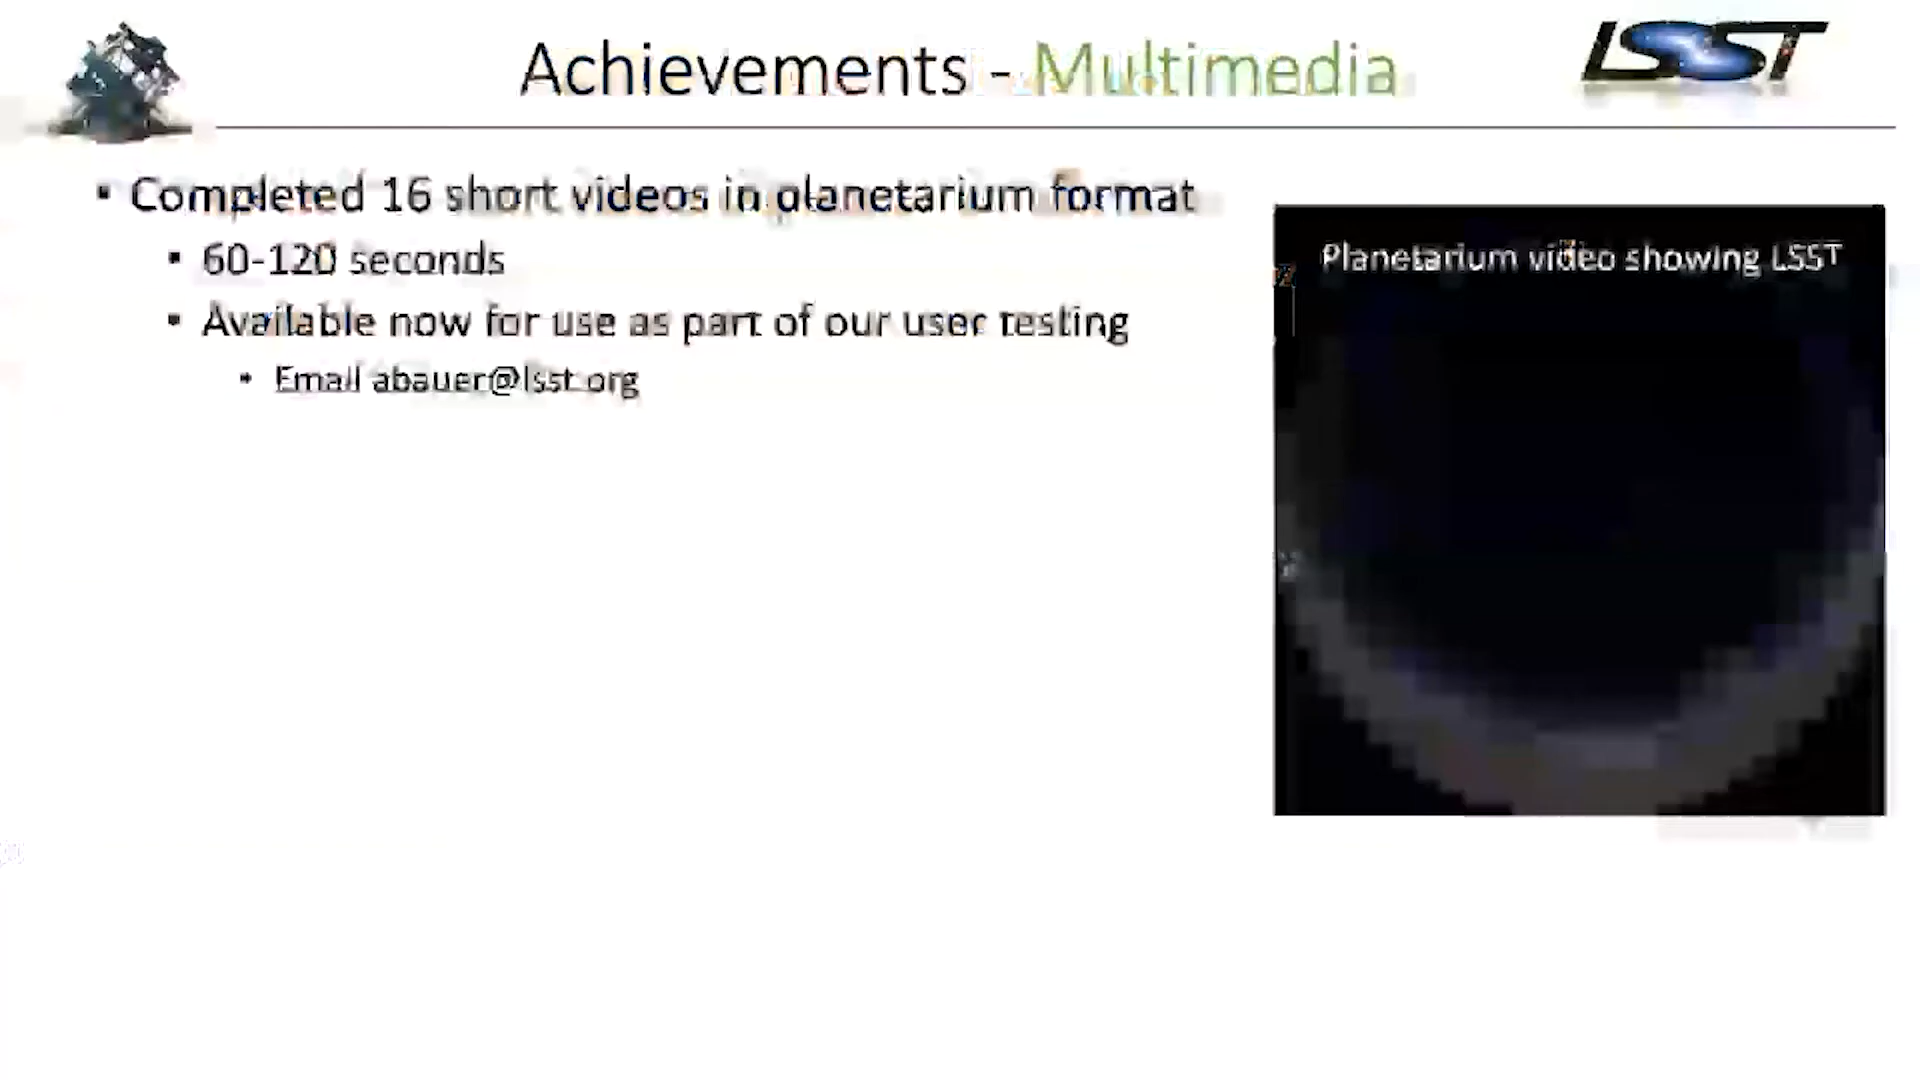 Achievements - Multimedia
LSST
Completed 16 short videos in planetarium format
60-120 seconds
Available now for use as part of our user testing
Email abauer@lsst.org
Planetarium video showing LSST